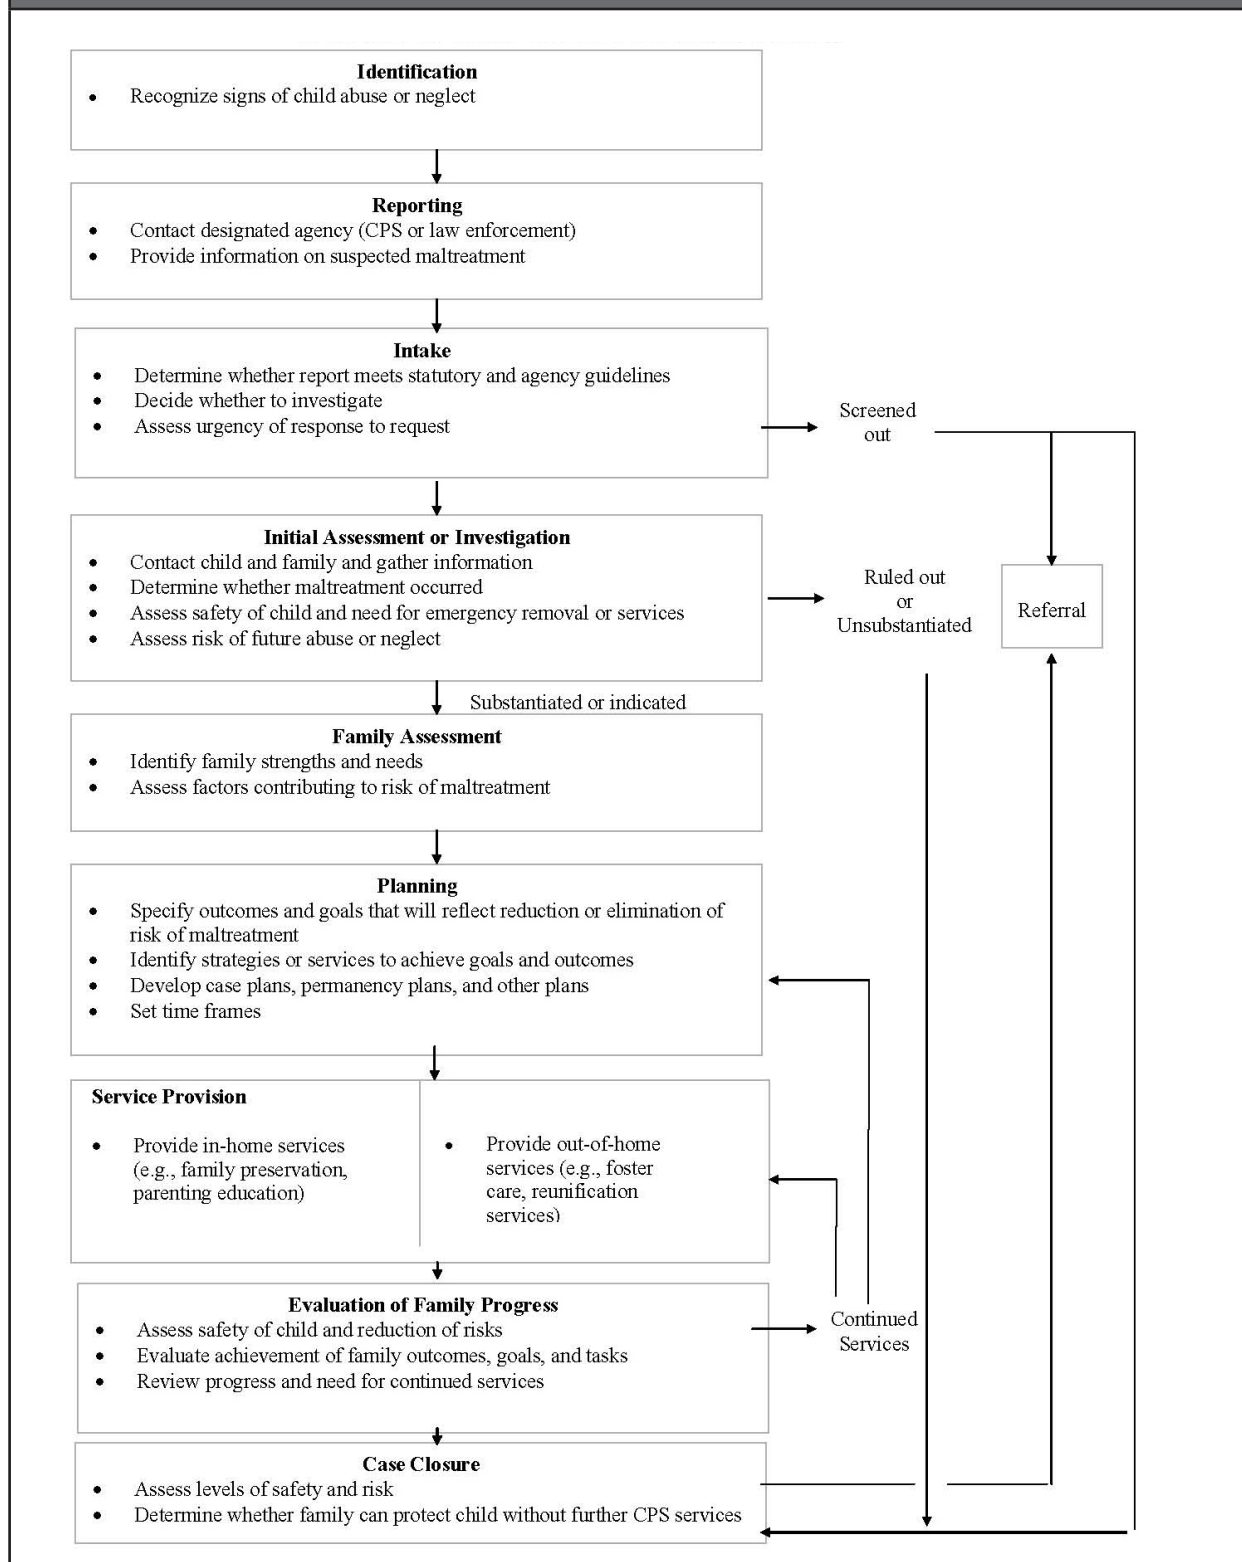 Identification
• Recognize signs of child abuse or neglect
Reporting
• Contact designated agency (CPS or law enforcement)
• Provide information on suspected maltreatment
Intake
• Determine whether report meets statutory and agency guidelines
• Decide whether to investigate
• Assess urgency of response to request
Screened
out
Initial Assessment or Investigation
• Contact child and family and gather information
• Determine whether maltreatment occurred
• Assess safety of child and need for emergency removal or services
• Assess risk of future abuse or neglect
Ruled out
or
Unsubstantiated
Referral
Substantiated or indicated
Family Assessment
• Identify family strengths and needs
• Assess factors contributing to risk of maltreatment
Planning
• Specify outcomes and goals that will reflect reduction or elimination of
risk of maltreatment
• Identify strategies or services to achieve goals and outcomes
• Develop case plans, permanency plans, and other plans
• Set time frames
Service Provision
• Provide in-home services
(e.g., family preservation,
parenting education)
• Provide out-of-home
services (e.g., foster
care, reunification
services)
Evaluation of Family Progress
• Assess safety of child and reduction of risks
• Evaluate achievement of family outcomes, goals, and tasks
• Review progress and need for continued services
Continued
Services
Case Closure
• Assess levels of safety and risk
• Determine whether family can protect child without further CPS services